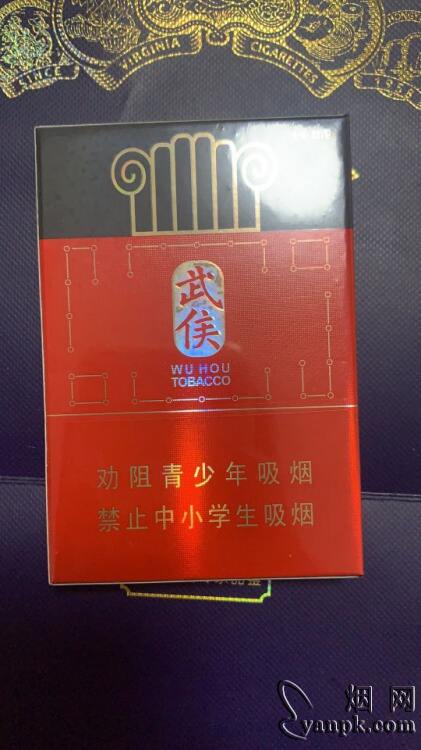 SINCE
VIRGINIA
CIGARETTES
武侯
WU HOU
TOBACCO
劝阻青少年吸烟
禁止中小学生吸烟
烟网
yanpk.com